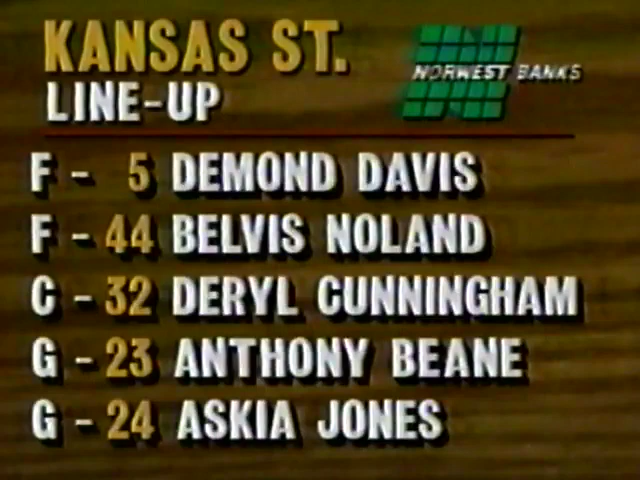 KANSAS ST.
LINE-UP
NORWEST BANKS
F - 5 DEMOND DAVIS
F - 44 BELVIS NOLAND
C - 32 DERYL CUNNINGHAM
G - 23 ANTHONY BEANE
G - 24 ASKIA JONES